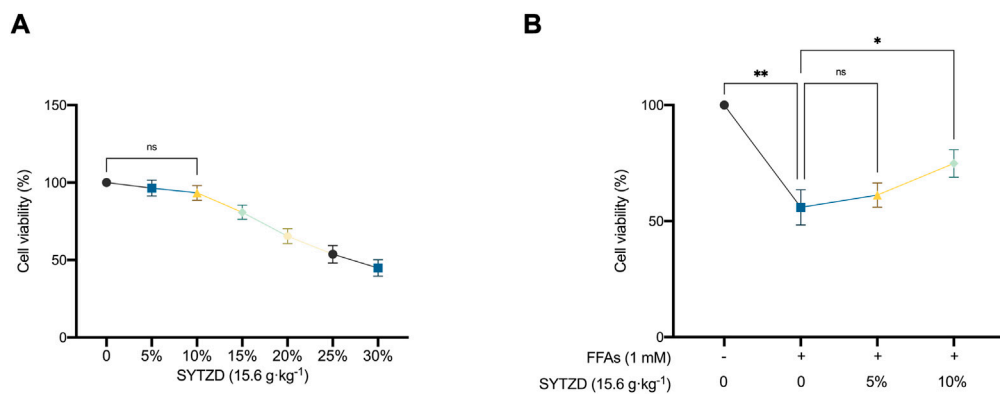 A
ns
150
100
50
0
Cell viability (%)
0 5% 10% 15% 20% 25% 30%
SYTZD (15.6 g·kg⁻¹)
B
*
** ns
100
50
0
Cell viability (%)
FFAs (1 mM) - + + +
SYTZD (15.6 g·kg⁻¹) 0 0 5% 10%